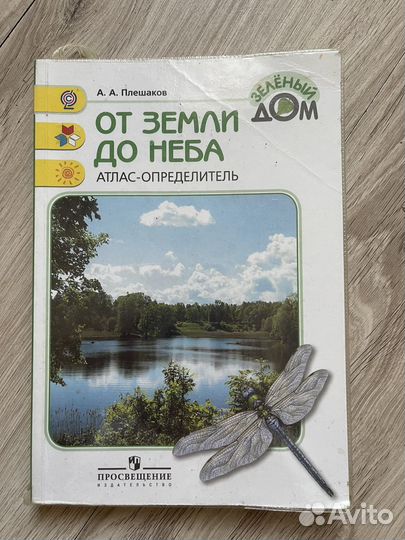 А. А. Плешаков
ЗЕЛЁНЫЙ
ДОМ
ОТ ЗЕМЛИ
ДО НЕБА
АТЛАС-ОПРЕДЕЛИТЕЛЬ
ПРОСВЕЩЕНИЕ
ИЗДАТЕЛЬСТВО
Avito